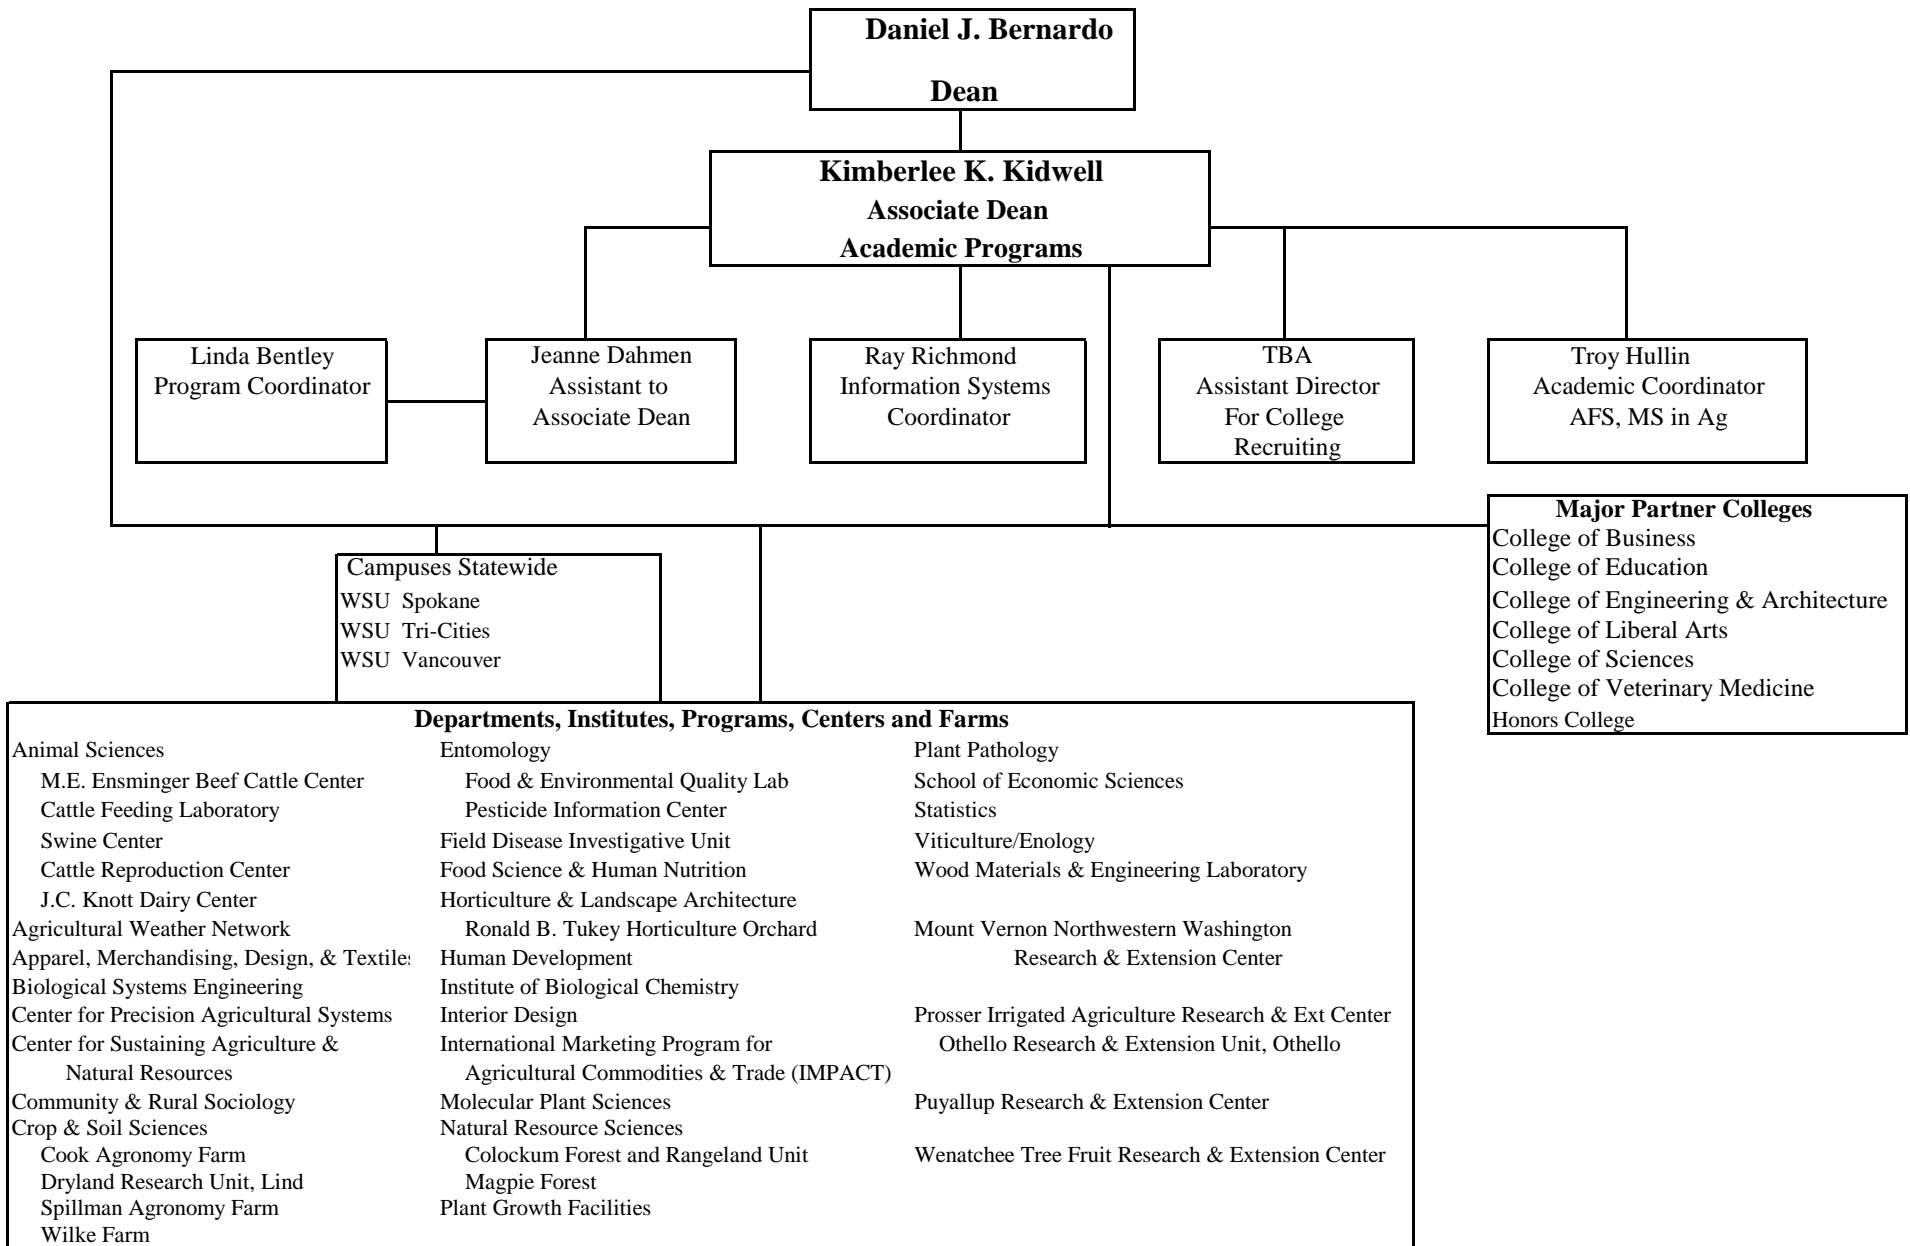 Daniel J. Bernardo
Dean
Kimberlee K. Kidwell
Associate Dean
Academic Programs
Linda Bentley
Program Coordinator
Jeanne Dahmen
Assistant to
Associate Dean
Ray Richmond
Information Systems
Coordinator
TBA
Assistant Director
For College
Recruiting
Troy Hullin
Academic Coordinator
AFS, MS in Ag
Major Partner Colleges
College of Business
College of Education
College of Engineering & Architecture
College of Liberal Arts
College of Sciences
College of Veterinary Medicine
Honors College
Campuses Statewide
WSU Spokane
WSU Tri-Cities
WSU Vancouver
Departments, Institutes, Programs, Centers and Farms
Animal Sciences
M.E. Ensminger Beef Cattle Center
Cattle Feeding Laboratory
Swine Center
Cattle Reproduction Center
J.C. Knott Dairy Center
Agricultural Weather Network
Apparel, Merchandising, Design, & Textiles
Biological Systems Engineering
Center for Precision Agricultural Systems
Center for Sustaining Agriculture &
Natural Resources
Community & Rural Sociology
Crop & Soil Sciences
Cook Agronomy Farm
Dryland Research Unit, Lind
Spillman Agronomy Farm
Wilke Farm
Entomology
Food & Environmental Quality Lab
Pesticide Information Center
Field Disease Investigative Unit
Food Science & Human Nutrition
Horticulture & Landscape Architecture
Ronald B. Tukey Horticulture Orchard
Human Development
Institute of Biological Chemistry
Interior Design
International Marketing Program for
Agricultural Commodities & Trade (IMPACT)
Molecular Plant Sciences
Natural Resource Sciences
Colockum Forest and Rangeland Unit
Magpie Forest
Plant Growth Facilities
Plant Pathology
School of Economic Sciences
Statistics
Viticulture/Enology
Wood Materials & Engineering Laboratory
Mount Vernon Northwestern Washington
Research & Extension Center
Prosser Irrigated Agriculture Research & Ext Center
Othello Research & Extension Unit, Othello
Puyallup Research & Extension Center
Wenatchee Tree Fruit Research & Extension Center